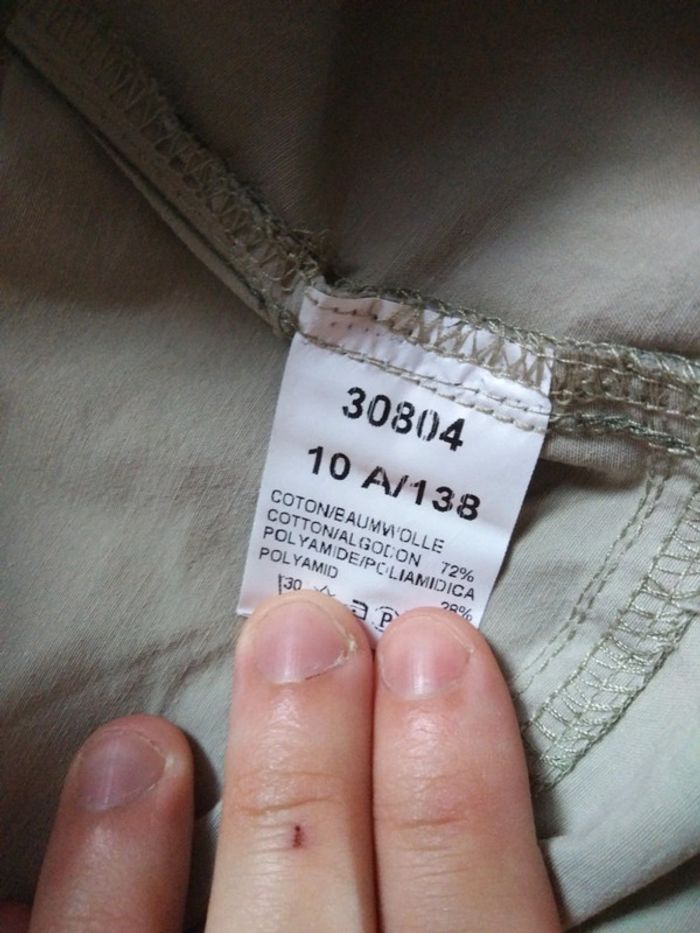 30804
10 A/138
COTON/BAUMWOLLE
COTTON/ALGODON 72%
POLYAMIDE/POLIAMIDICA
POLYAMID 28%
30 P